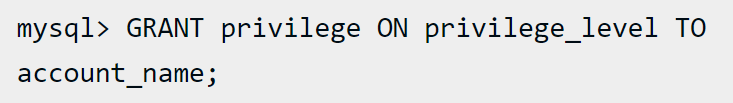 mysql> GRANT privilege ON privilege_level TO
account_name;